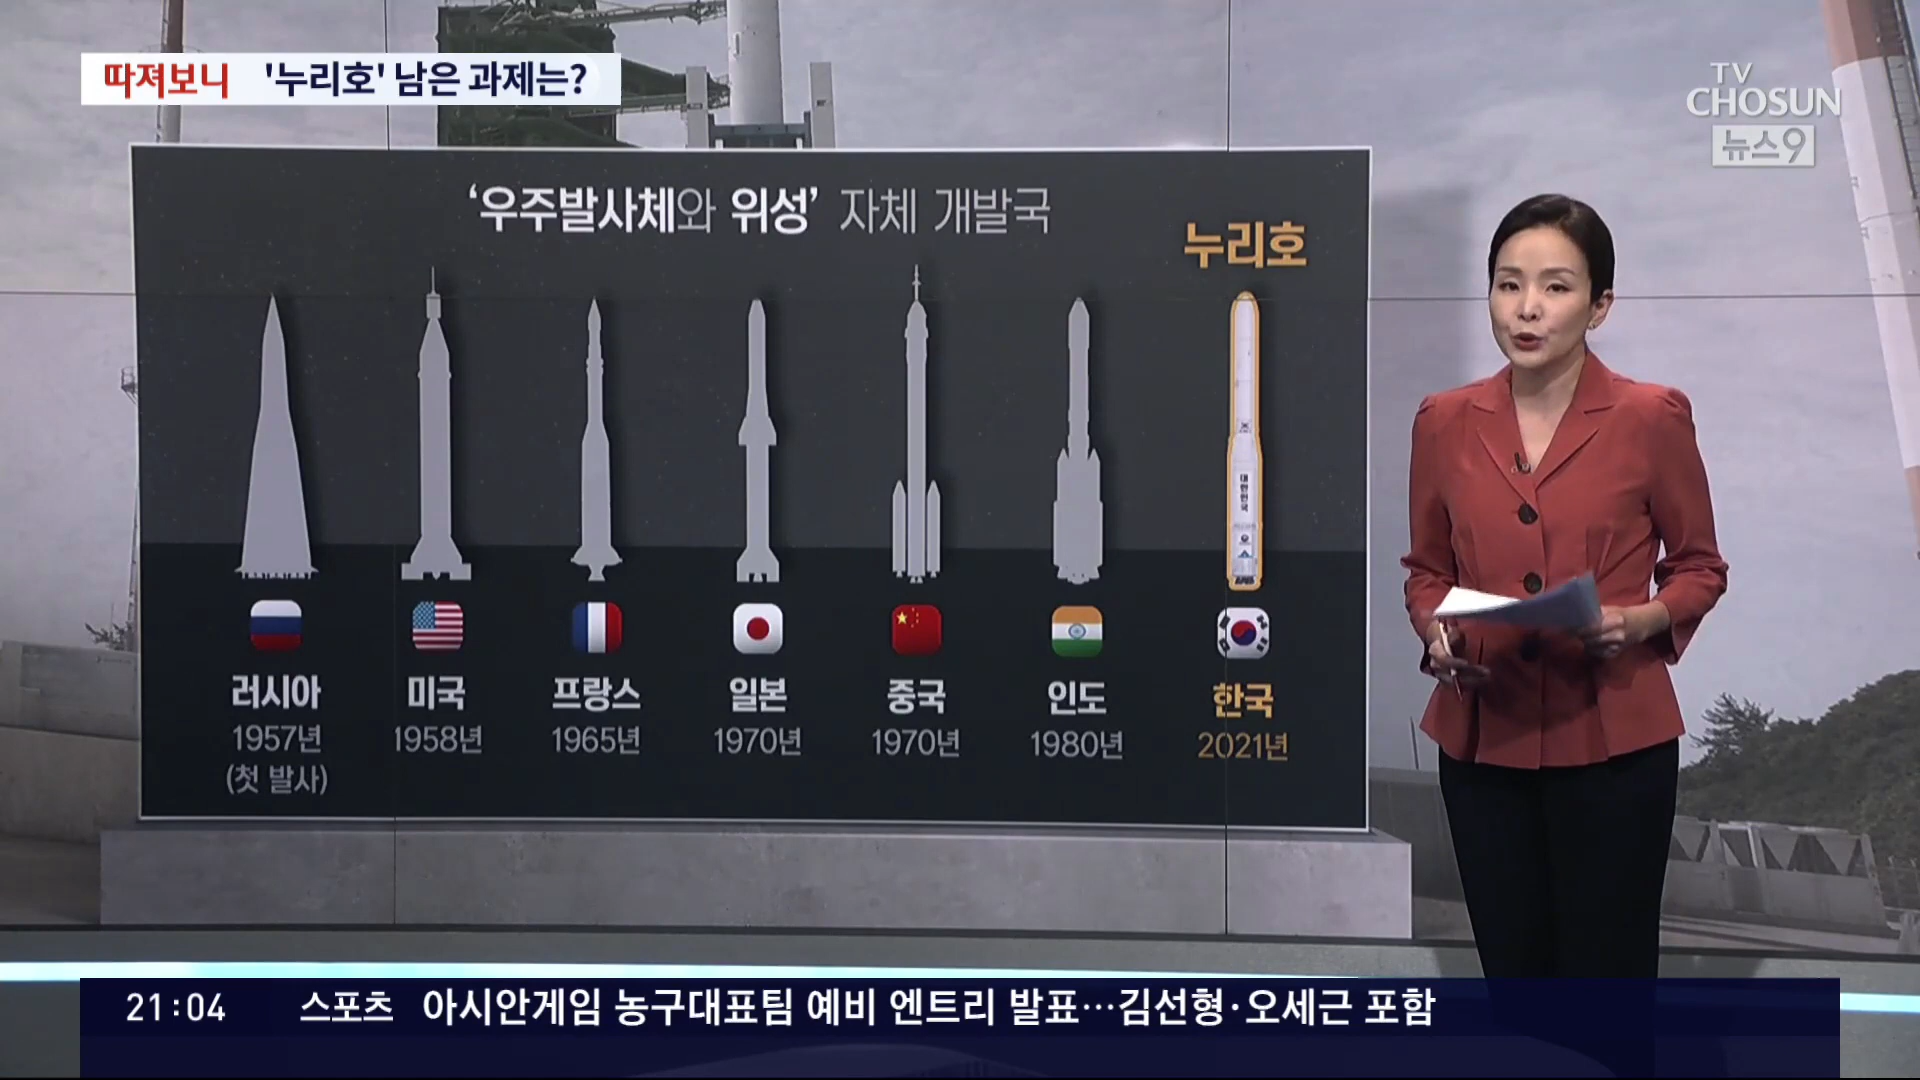 따져보니 '누리호' 남은 과제는?
TV
CHOSUN
뉴스9
‘우주발사체와 위성’ 자체 개발국
누리호
대한민국
러시아 미국 프랑스 일본 중국 인도 한국
1957년 1958년 1965년 1970년 1970년 1980년 2021년
(첫 발사)
21:04 스포츠 아시안게임 농구대표팀 예비 엔트리 발표…김선형·오세근 포함